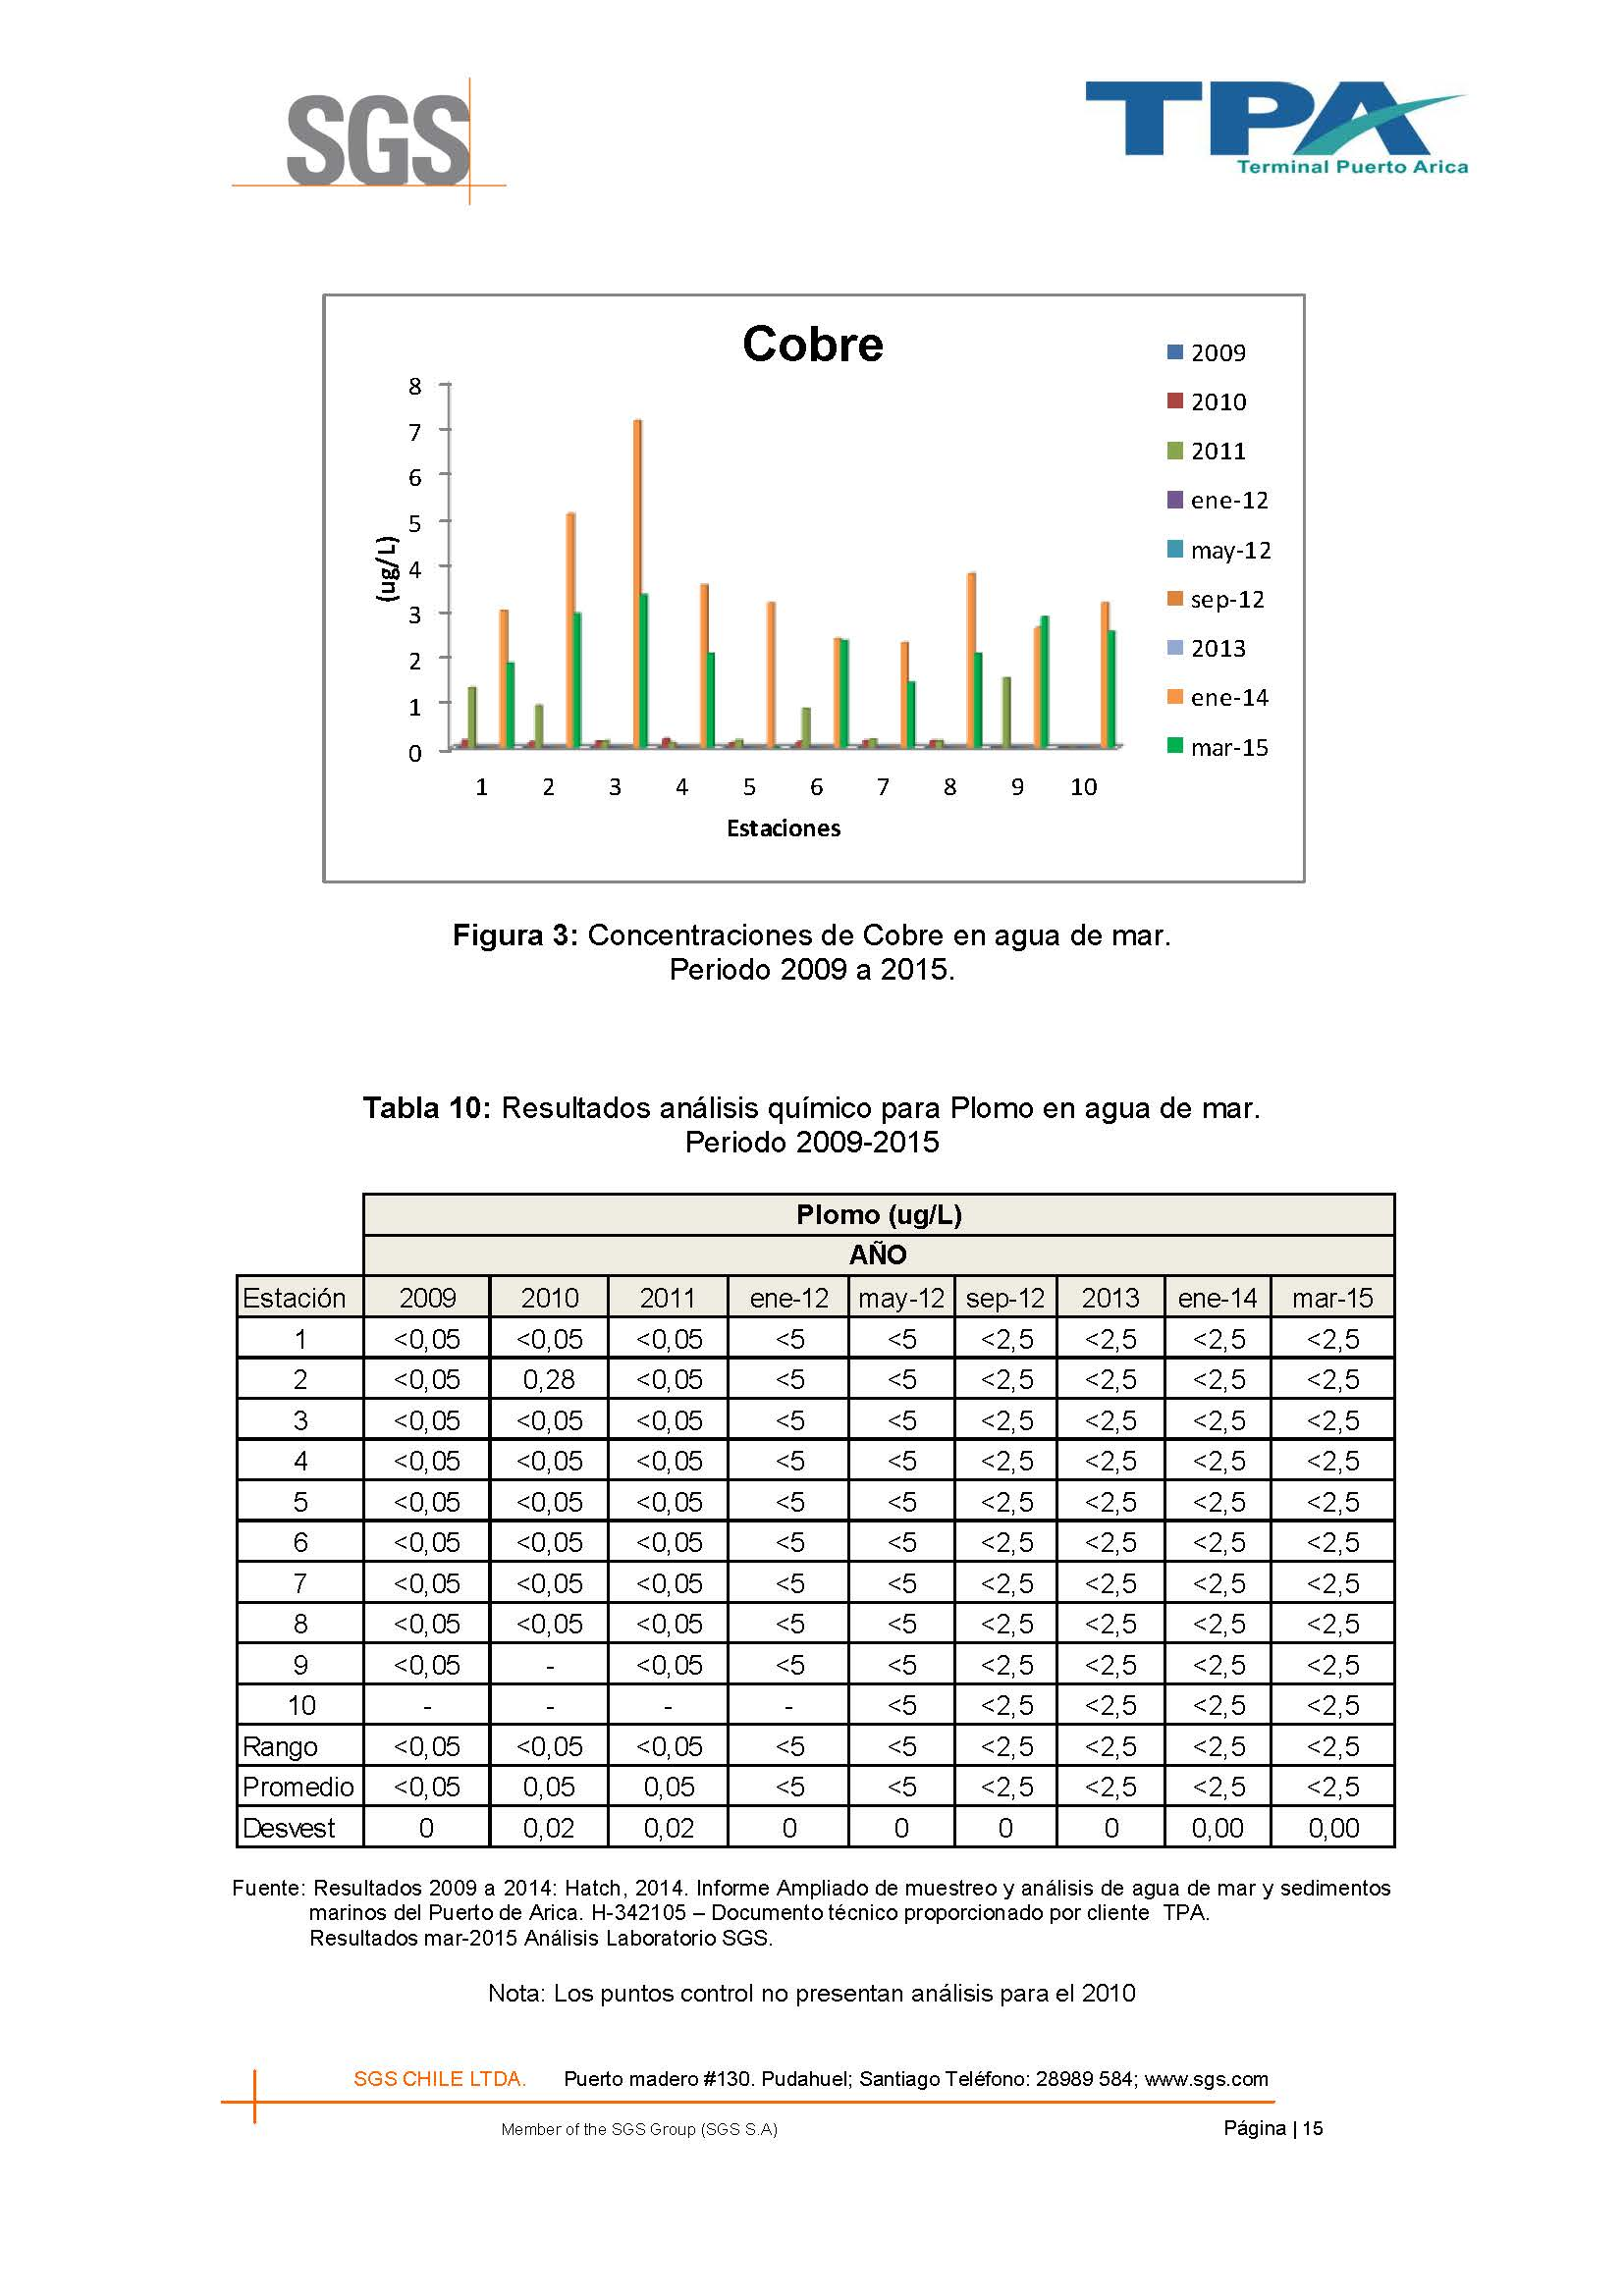 SGS
TPA
Terminal Puerto Arica
Cobre
8
7
6
5
4
3
2
1
0
(ug/L)
1 2 3 4 5 6 7 8 9 10
Estaciones
2009
2010
2011
ene-12
may-12
sep-12
2013
ene-14
mar-15
Figura 3: Concentraciones de Cobre en agua de mar.
Periodo 2009 a 2015.
Tabla 10: Resultados análisis químico para Plomo en agua de mar.
Periodo 2009-2015
Plomo (ug/L)
AÑO
Estación 2009 2010 2011 ene-12 may-12 sep-12 2013 ene-14 mar-15
1 <0,05 <0,05 <0,05 <5 <5 <2,5 <2,5 <2,5 <2,5
2 <0,05 0,28 <0,05 <5 <5 <2,5 <2,5 <2,5 <2,5
3 <0,05 <0,05 <0,05 <5 <5 <2,5 <2,5 <2,5 <2,5
4 <0,05 <0,05 <0,05 <5 <5 <2,5 <2,5 <2,5 <2,5
5 <0,05 <0,05 <0,05 <5 <5 <2,5 <2,5 <2,5 <2,5
6 <0,05 <0,05 <0,05 <5 <5 <2,5 <2,5 <2,5 <2,5
7 <0,05 <0,05 <0,05 <5 <5 <2,5 <2,5 <2,5 <2,5
8 <0,05 <0,05 <0,05 <5 <5 <2,5 <2,5 <2,5 <2,5
9 <0,05 - <0,05 <5 <5 <2,5 <2,5 <2,5 <2,5
10 - - - - <5 <2,5 <2,5 <2,5 <2,5
Rango <0,05 <0,05 <0,05 <5 <5 <2,5 <2,5 <2,5 <2,5
Promedio <0,05 0,05 0,05 <5 <5 <2,5 <2,5 <2,5 <2,5
Desvest 0 0,02 0,02 0 0 0 0 0,00 0,00
Fuente: Resultados 2009 a 2014: Hatch, 2014. Informe Ampliado de muestreo y análisis de agua de mar y sedimentos
marinos del Puerto de Arica. H-342105 – Documento técnico proporcionado por cliente TPA.
Resultados mar-2015 Análisis Laboratorio SGS.
Nota: Los puntos control no presentan análisis para el 2010
SGS CHILE LTDA. Puerto madero #130. Pudahuel; Santiago Teléfono: 28989 584; www.sgs.com
Member of the SGS Group (SGS S.A) Página | 15